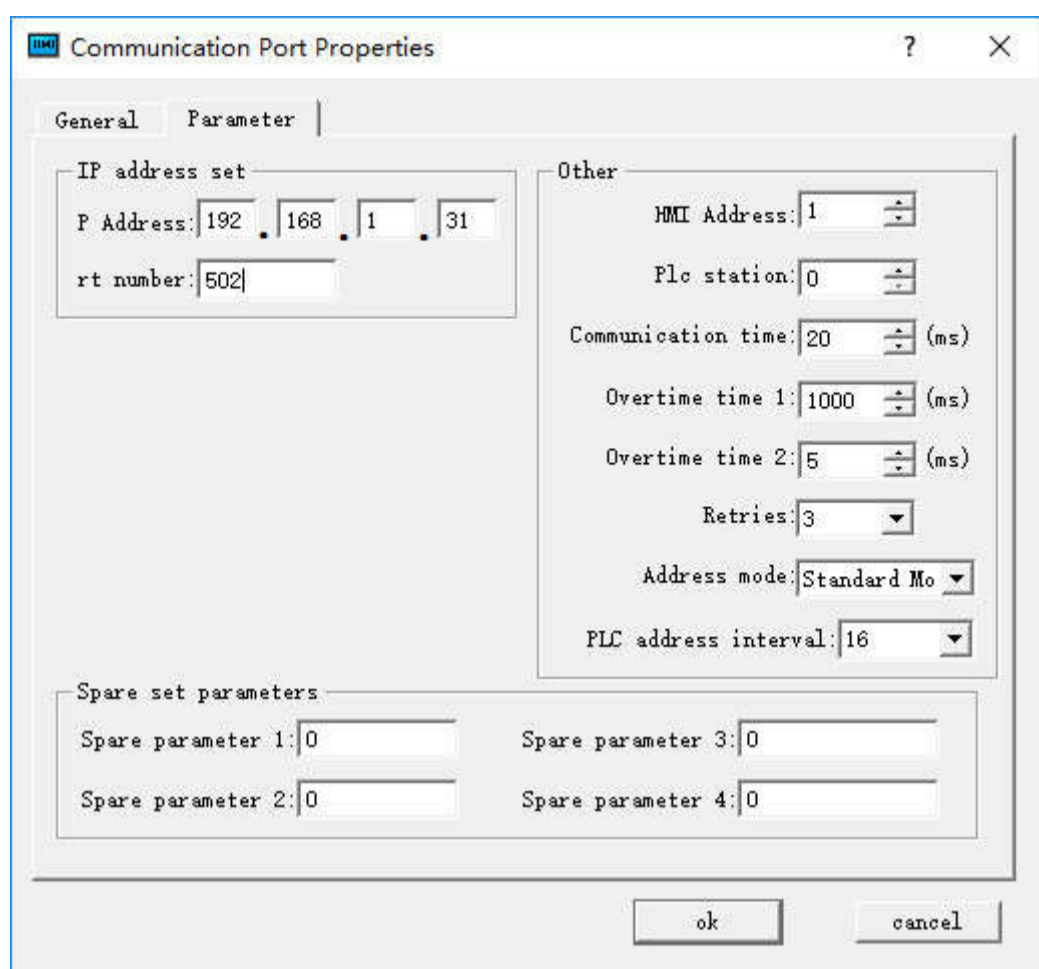 HMI Communication Port Properties ? ×
General Parameter
IP address set
P Address: 192 . 168 . 1 . 31
rt number: 502
Other
HMI Address: 1
Plc station: 0
Communication time: 20 (ms)
Overtime time 1: 1000 (ms)
Overtime time 2: 5 (ms)
Retries: 3
Address mode: Standard Mo
PLC address interval: 16
Spare set parameters
Spare parameter 1: 0 Spare parameter 3: 0
Spare parameter 2: 0 Spare parameter 4: 0
ok cancel